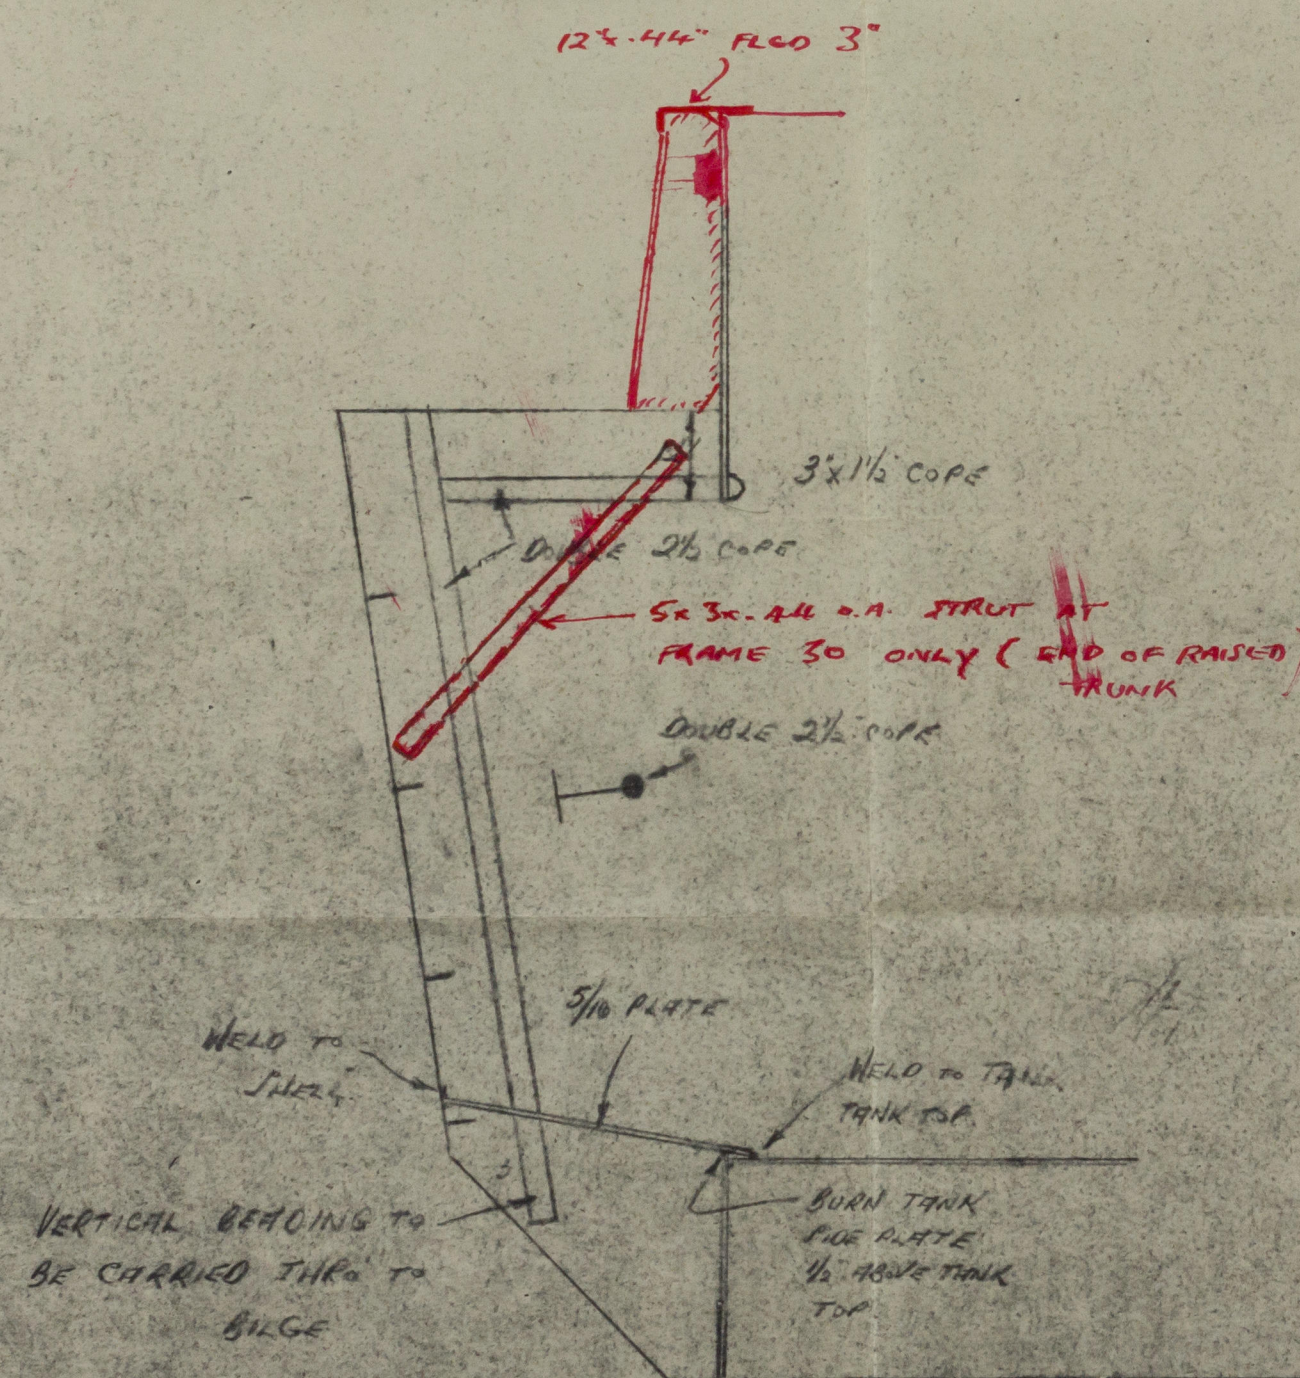 12" x .44" FLGD 3"
3" x 1½" COPE
DOUBLE 2½ COPE
5 x 3 x .44 O.A. STRUT AT
FRAME 30 ONLY ( END OF RAISED
TRUNK
DOUBLE 2½" COPE
5/16 PLATE
WELD TO
SHELL
WELD TO TANK
TANK TOP
VERTICAL BEADING TO
BE CARRIED THRO' TO
BILGE
BURN TANK
SIDE PLATE
½" ABOVE TANK
TOP